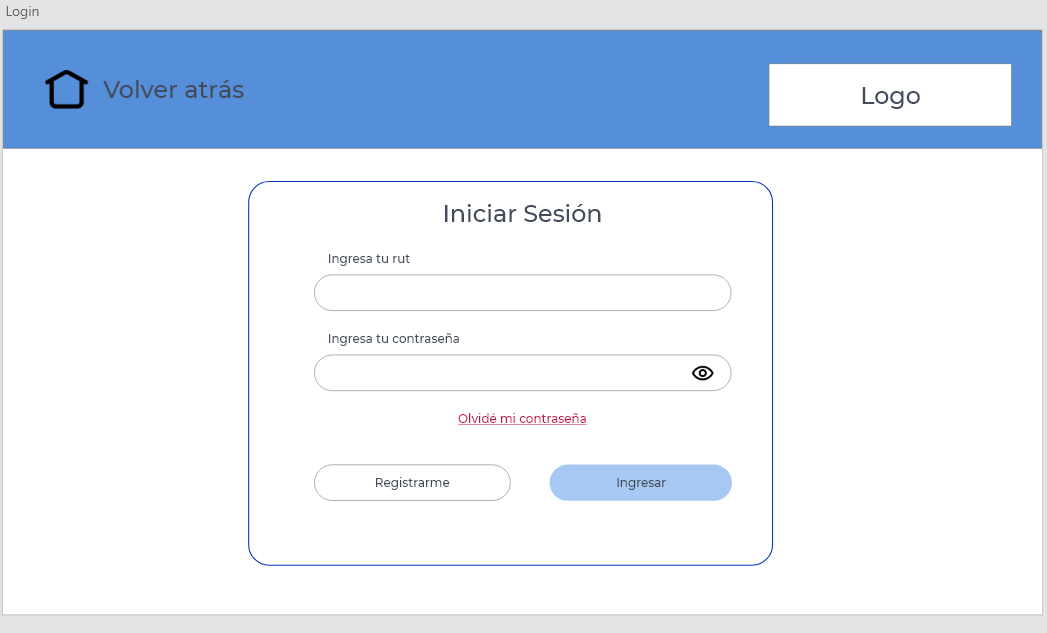 Login
Volver atrás
Logo
Iniciar Sesión
Ingresa tu rut
Ingresa tu contraseña
Olvidé mi contraseña
Registrarme
Ingresar